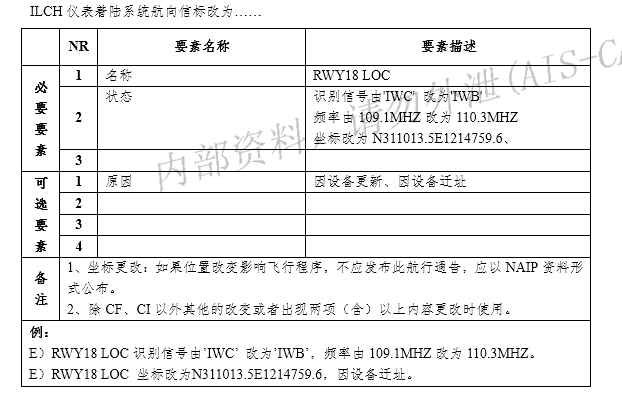 ILCH 仪表着陆系统航向信标改为……
NR 要素名称 要素描述
必要要素
1 名称 RWY18 LOC
2 状态 识别信号由'IWC' 改为'IWB'
频率由 109.1MHZ 改为 110.3MHZ
坐标改为 N311013.5E1214759.6、
3
可选要素
1 原因 因设备更新、因设备迁址
2
3
4
备注
1、坐标更改：如果位置改变影响飞行程序，不应发布此航行通告，应以 NAIP 资料形
式公布。
2、除 CF、CI 以外其他的改变或者出现两项（含）以上内容更改时使用。
例：
E）RWY18 LOC 识别信号由’IWC’ 改为’IWB’，频率由 109.1MHZ 改为 110.3MHZ。
E）RWY18 LOC 坐标改为N311013.5E1214759.6，因设备迁址。
内部资料，请勿外泄(AIS-CA